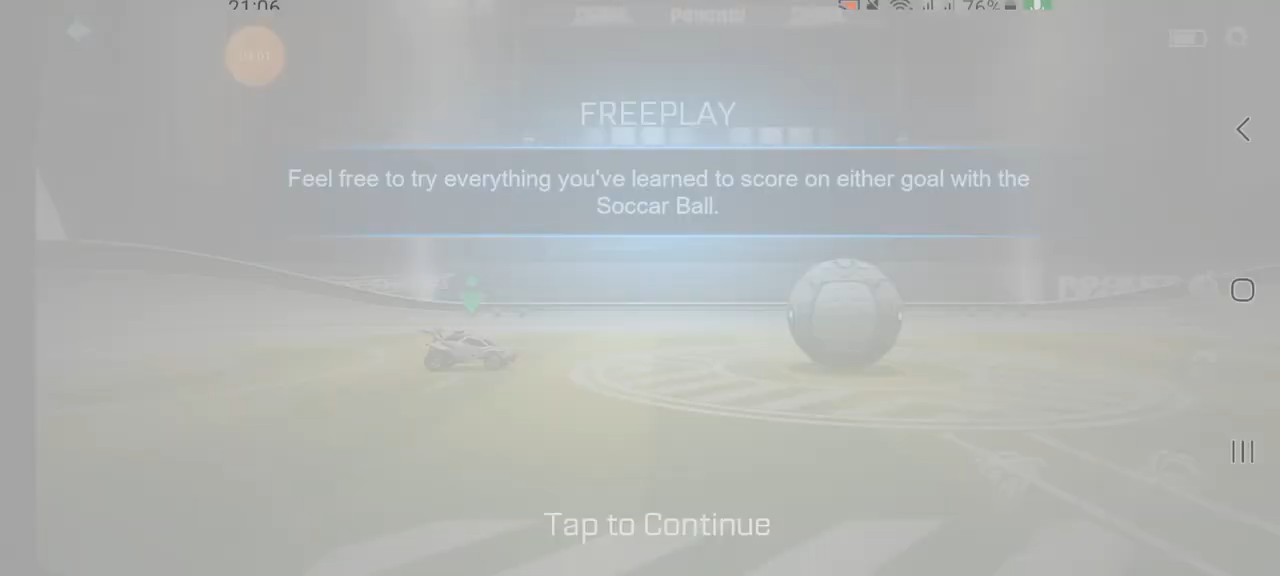 21:06
76%
FREEPLAY
Feel free to try everything you've learned to score on either goal with the
Soccar Ball.
Tap to Continue